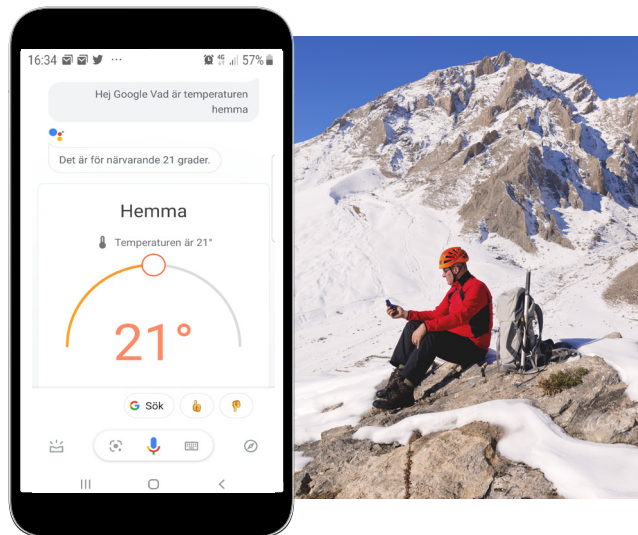 16:34 ... 4G 57%
Hej Google Vad är temperaturen
hemma
Det är för närvarande 21 grader.
Hemma
Temperaturen är 21°
21°
G Sök